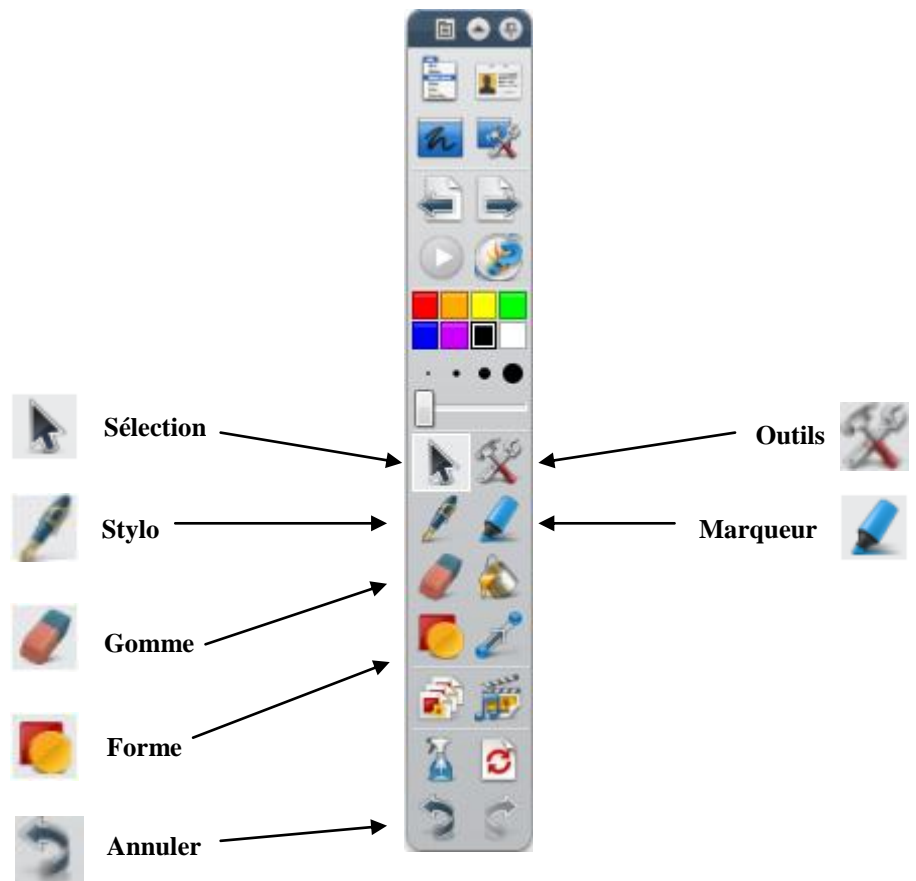 Sélection
Outils
Stylo
Marqueur
Gomme
Forme
Annuler